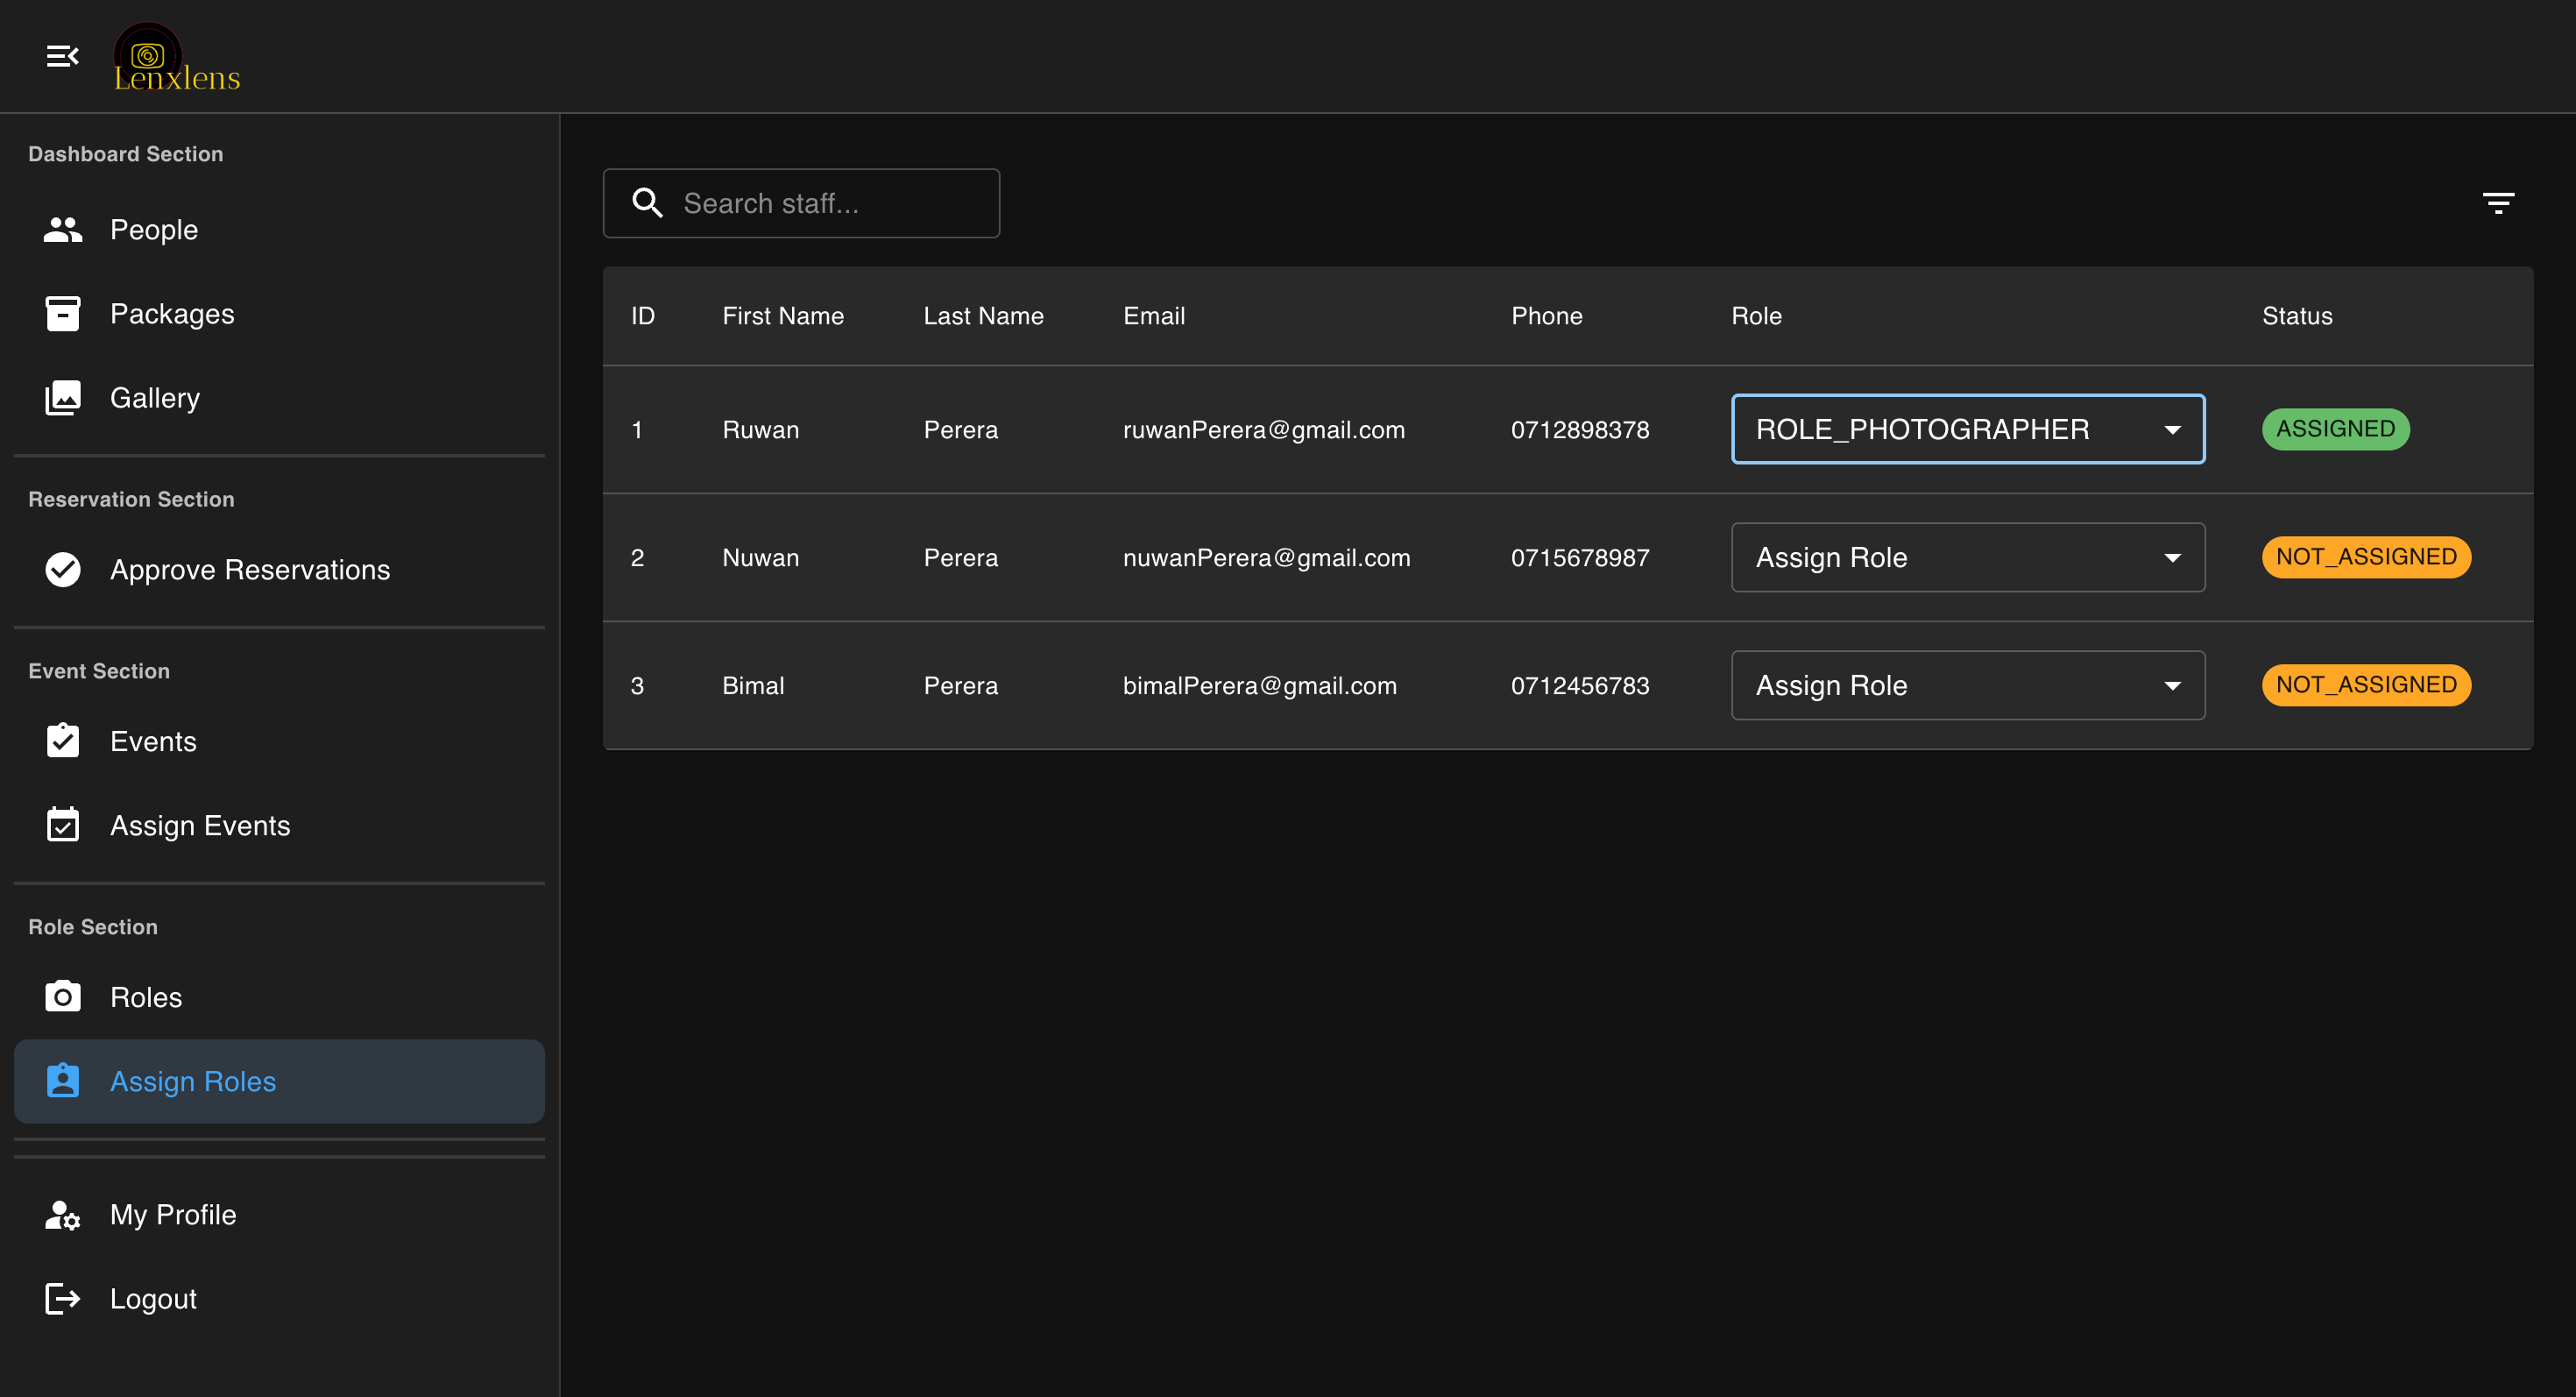 Lenxlens
Dashboard Section
People
Packages
Gallery
Reservation Section
Approve Reservations
Event Section
Events
Assign Events
Role Section
Roles
Assign Roles
My Profile
Logout
Search staff...
ID First Name Last Name Email Phone Role Status
1 Ruwan Perera ruwanPerera@gmail.com 0712898378 ROLE_PHOTOGRAPHER ASSIGNED
2 Nuwan Perera nuwanPerera@gmail.com 0715678987 Assign Role NOT_ASSIGNED
3 Bimal Perera bimalPerera@gmail.com 0712456783 Assign Role NOT_ASSIGNED